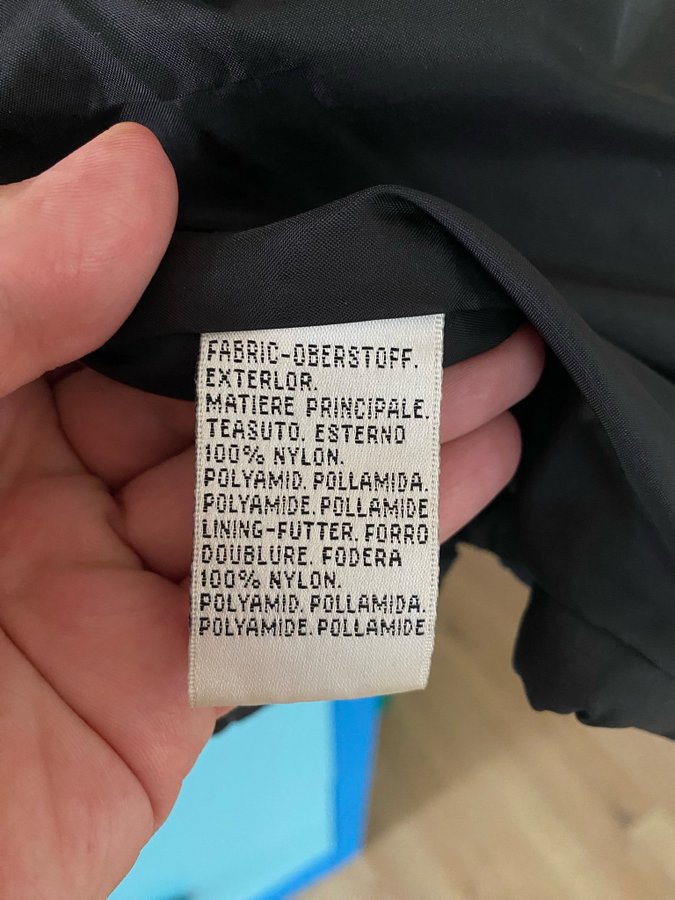 FABRIC-OBERSTOFF.
EXTERLOR.
MATIERE PRINCIPALE.
TEASUTO. ESTERNO
100% NYLON.
POLYAMID. POLLAMIDA.
POLYAMIDE. POLLAMIDE
LINING-FUTTER. FORRO
DOUBLURE. FODERA
100% NYLON.
POLYAMID. POLLAMIDA.
POLYAMIDE. POLLAMIDE